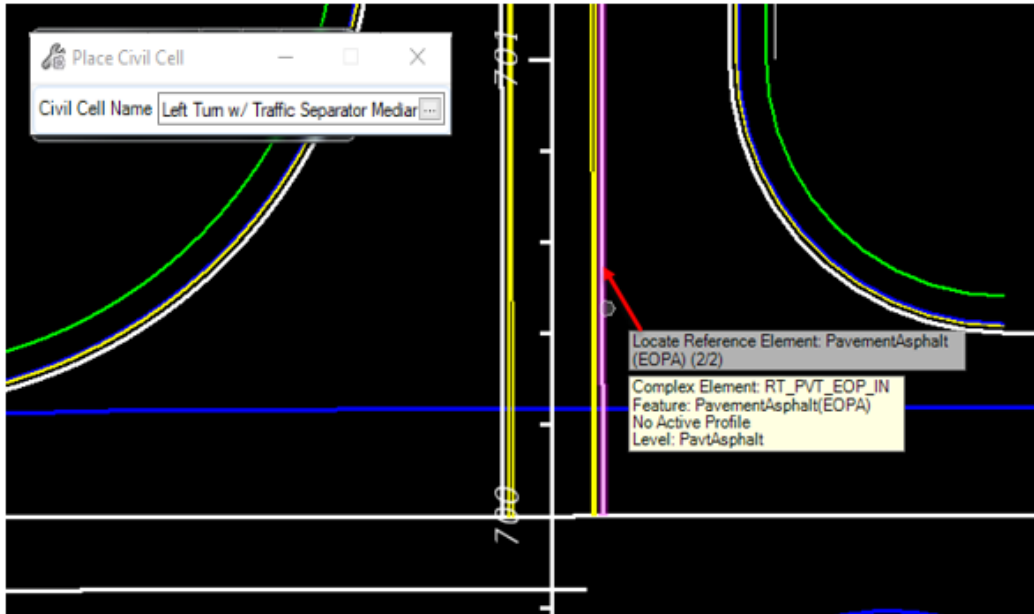 Place Civil Cell
Civil Cell Name Left Turn w/ Traffic Separator Mediar ...
701
Locate Reference Element: PavementAsphalt
(EOPA) (2/2)
Complex Element: RT_PVT_EOP_IN
Feature: PavementAsphalt(EOPA)
No Active Profile
Level: PavtAsphalt
700